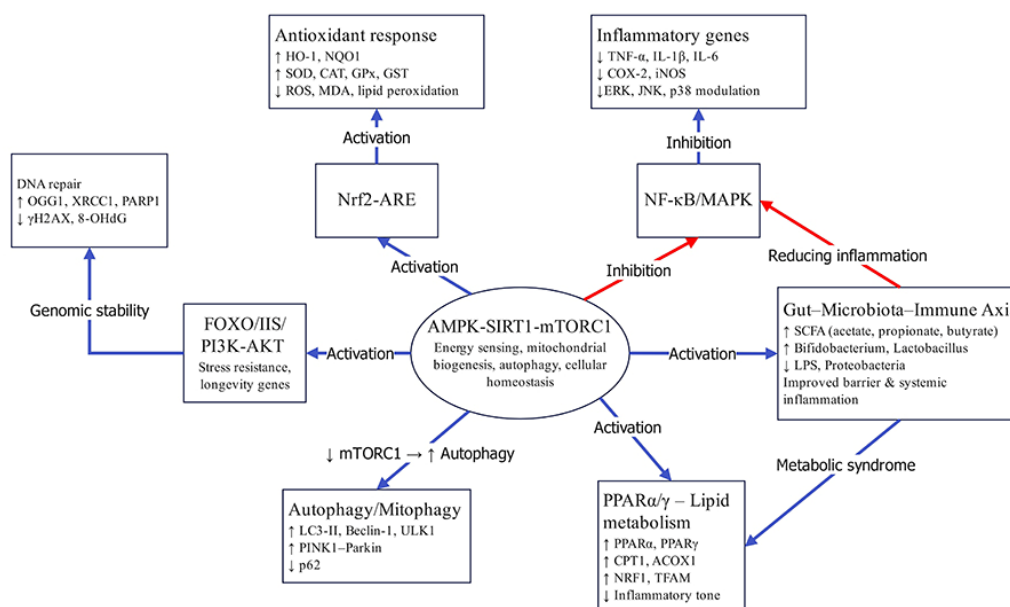 Antioxidant response
↑ HO-1, NQO1
↑ SOD, CAT, GPx, GST
↓ ROS, MDA, lipid peroxidation
Inflammatory genes
↓ TNF-α, IL-1β, IL-6
↓ COX-2, iNOS
↓ERK, JNK, p38 modulation
Activation
Inhibition
DNA repair
↑ OGG1, XRCC1, PARP1
↓ γH2AX, 8-OHdG
Nrf2-ARE
NF-κB/MAPK
Activation
Inhibition
Reducing inflammation
Genomic stability
FOXO/IIS/
PI3K-AKT
Stress resistance,
longevity genes
Activation
AMPK-SIRT1-mTORC1
Energy sensing, mitochondrial
biogenesis, autophagy, cellular
homeostasis
Activation
Gut–Microbiota–Immune Axi
↑ SCFA (acetate, propionate, butyrate)
↑ Bifidobacterium, Lactobacillus
↓ LPS, Proteobacteria
Improved barrier & systemic
inflammation
Activation
↓ mTORC1 → ↑ Autophagy
Metabolic syndrome
Autophagy/Mitophagy
↑ LC3-II, Beclin-1, ULK1
↑ PINK1–Parkin
↓ p62
PPARα/γ – Lipid
metabolism
↑ PPARα, PPARγ
↑ CPT1, ACOX1
↑ NRF1, TFAM
↓ Inflammatory tone